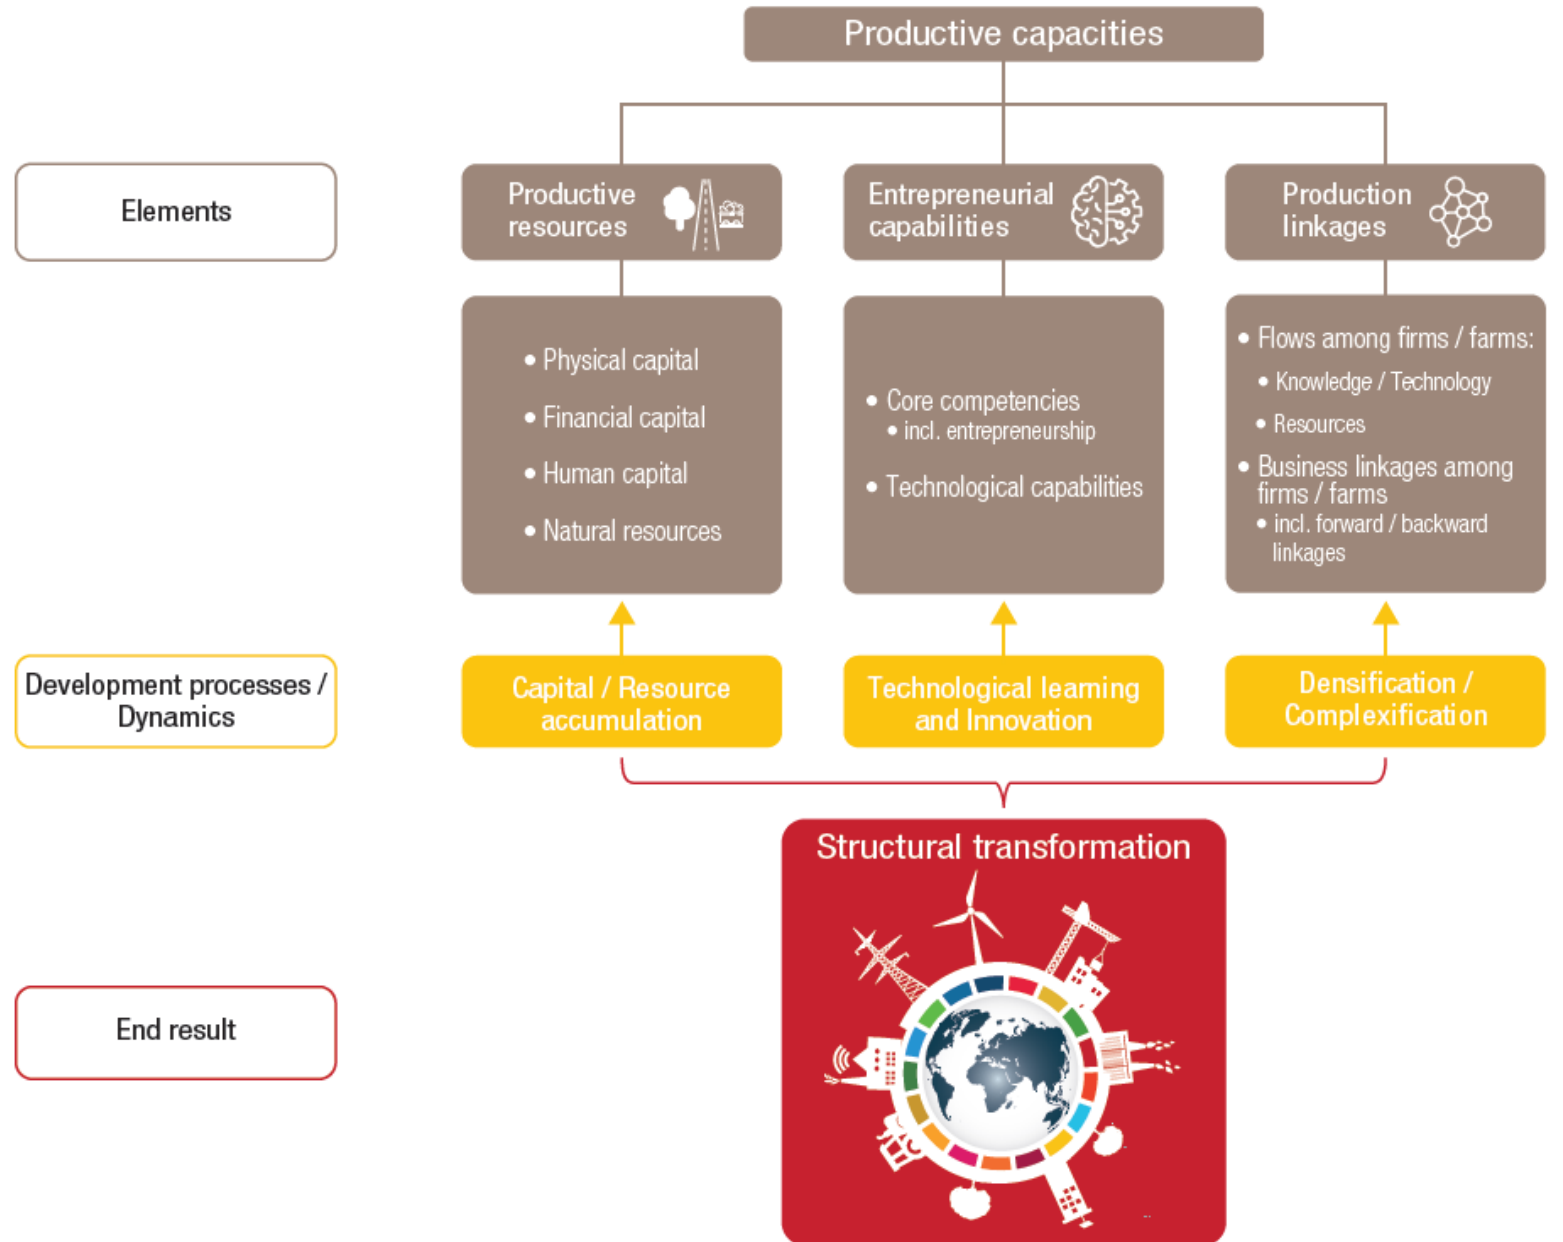 Productive capacities
Elements
Productive
resources
Entrepreneurial
capabilities
Production
linkages
• Physical capital
• Financial capital
• Human capital
• Natural resources
• Core competencies
• incl. entrepreneurship
• Technological capabilities
• Flows among firms / farms:
• Knowledge / Technology
• Resources
• Business linkages among
firms / farms
• incl. forward / backward
linkages
Development processes /
Dynamics
Capital / Resource
accumulation
Technological learning
and Innovation
Densification /
Complexification
Structural transformation
End result